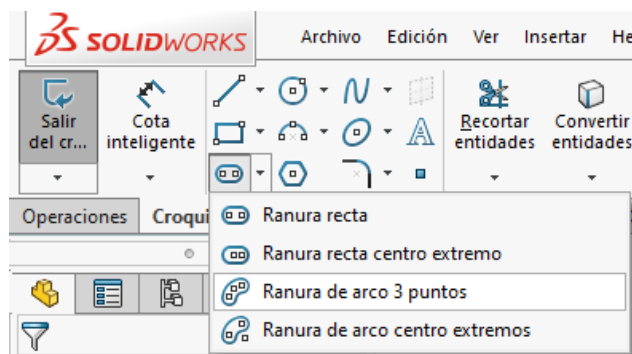 SOLIDWORKS
Archivo Edición Ver Insertar He
Salir del cr...
Cota inteligente
Recortar entidades
Convertir entidades
Operaciones Croqui
Ranura recta
Ranura recta centro extremo
Ranura de arco 3 puntos
Ranura de arco centro extremos